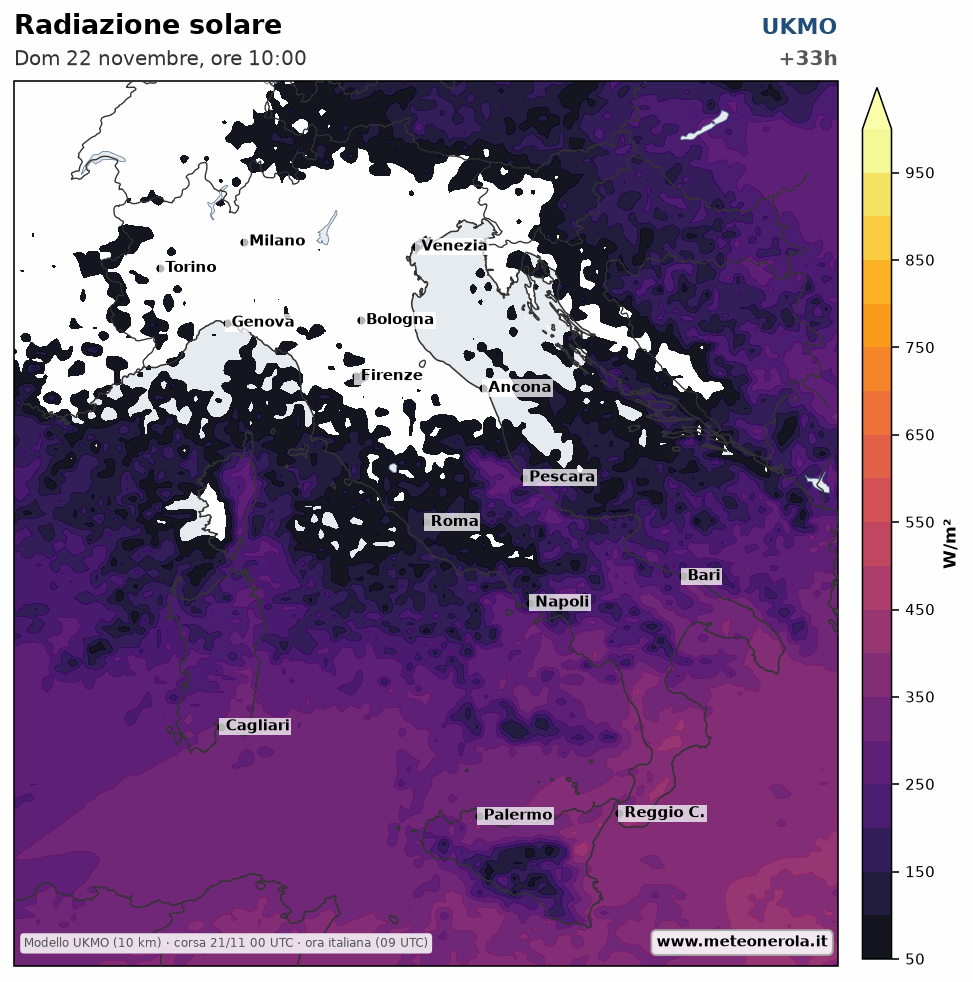 Radiazione solare
UKMO
Dom 22 novembre, ore 10:00
+33h
Milano
Venezia
Torino
Genova
Bologna
Firenze
Ancona
Pescara
Roma
Bari
Napoli
Cagliari
Palermo
Reggio C.
950
850
750
650
550
450
350
250
150
50
W/m²
Modello UKMO (10 km) · corsa 21/11 00 UTC · ora italiana (09 UTC)
www.meteonerola.it